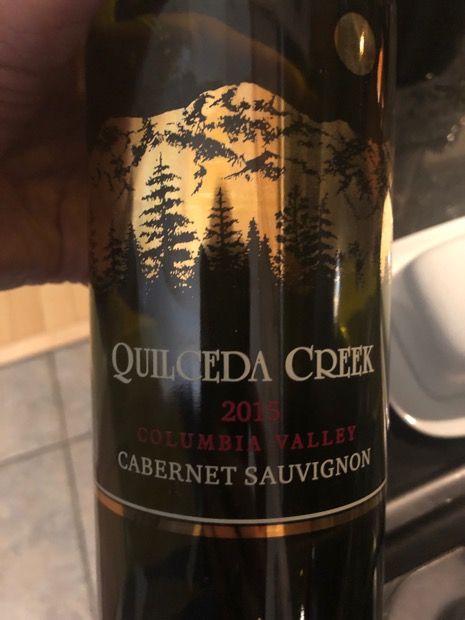 QUILCEDA CREEK
2015
COLUMBIA VALLEY
CABERNET SAUVIGNON